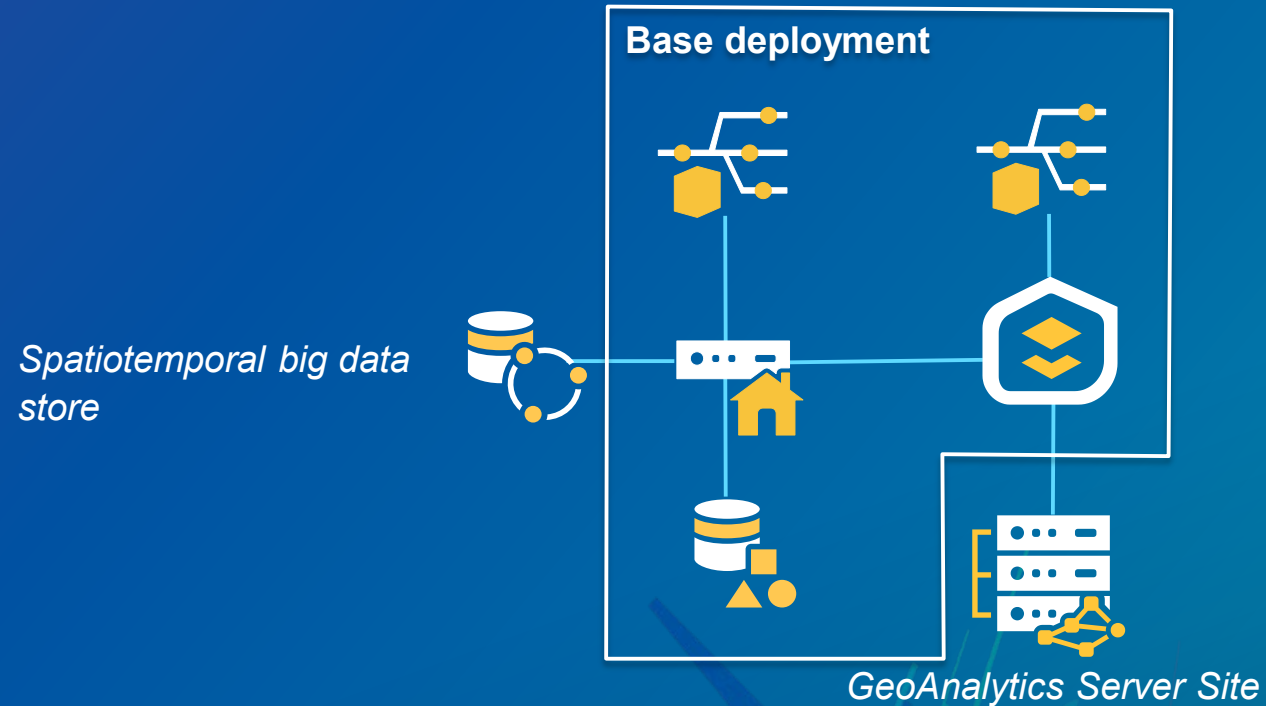 Base deployment
Spatiotemporal big data
store
GeoAnalytics Server Site